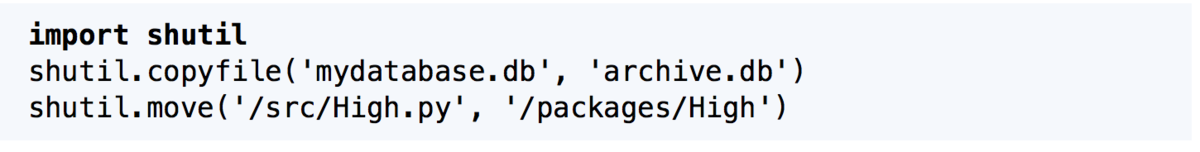 import shutil
shutil.copyfile('mydatabase.db', 'archive.db')
shutil.move('/src/High.py', '/packages/High')